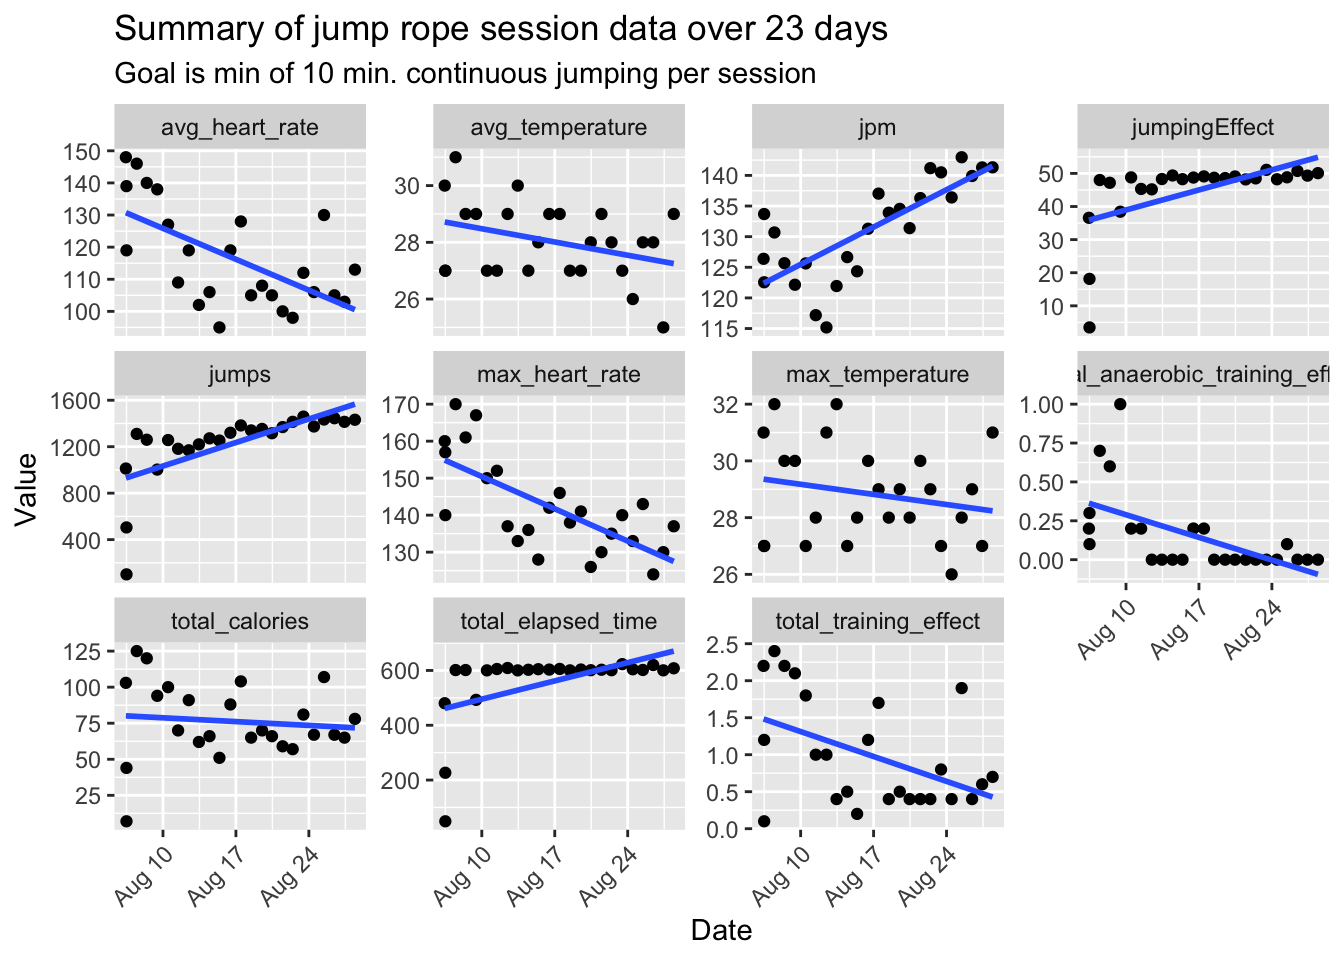 Summary of jump rope session data over 23 days
Goal is min of 10 min. continuous jumping per session
avg_heart_rate
avg_temperature
jpm
jumpingEffect
150
140
130
120
110
100
30
28
26
140
135
130
125
120
115
50
40
30
20
10
jumps
max_heart_rate
max_temperature
al_anaerobic_training_eff
1600
1200
800
400
170
160
150
140
130
32
30
28
26
1.00
0.75
0.50
0.25
0.00
Aug 10
Aug 17
Aug 24
total_calories
total_elapsed_time
total_training_effect
125
100
75
50
25
600
400
200
2.5
2.0
1.5
1.0
0.5
0.0
Aug 10
Aug 17
Aug 24
Aug 10
Aug 17
Aug 24
Aug 10
Aug 17
Aug 24
Value
Date